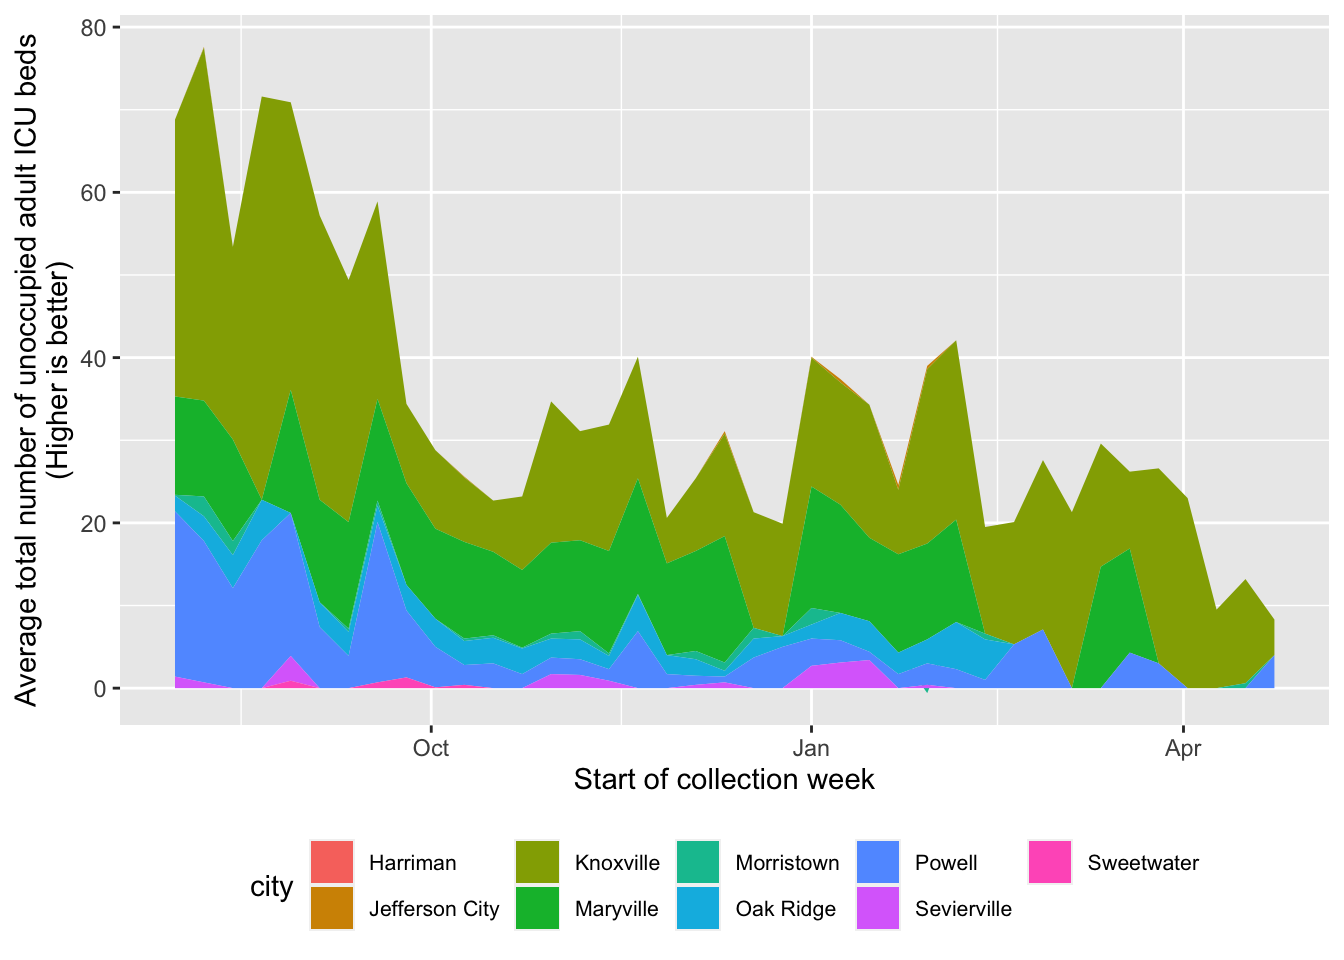 80
60
40
20
0
Average total number of unoccupied adult ICU beds
(Higher is better)
Oct
Jan
Apr
Start of collection week
city
Harriman
Knoxville
Morristown
Powell
Sweetwater
Jefferson City
Maryville
Oak Ridge
Sevierville